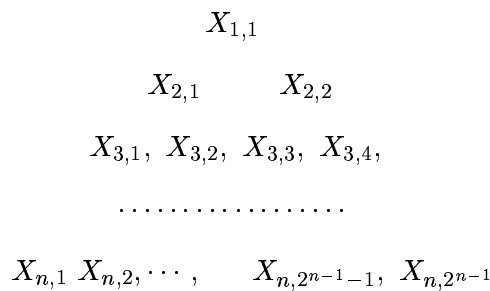 X_{1,1}
X_{2,1} X_{2,2}
X_{3,1}, X_{3,2}, X_{3,3}, X_{3,4},
..................
X_{n,1} X_{n,2}, ⋯ , X_{n,2^{n-1}-1}, X_{n,2^{n-1}}